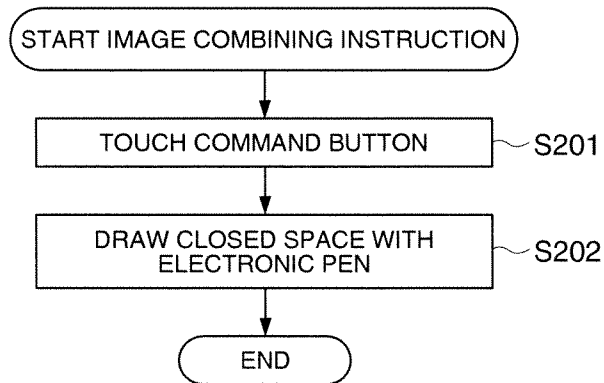 START IMAGE COMBINING INSTRUCTION
TOUCH COMMAND BUTTON
S201
DRAW CLOSED SPACE WITH
ELECTRONIC PEN
S202
END